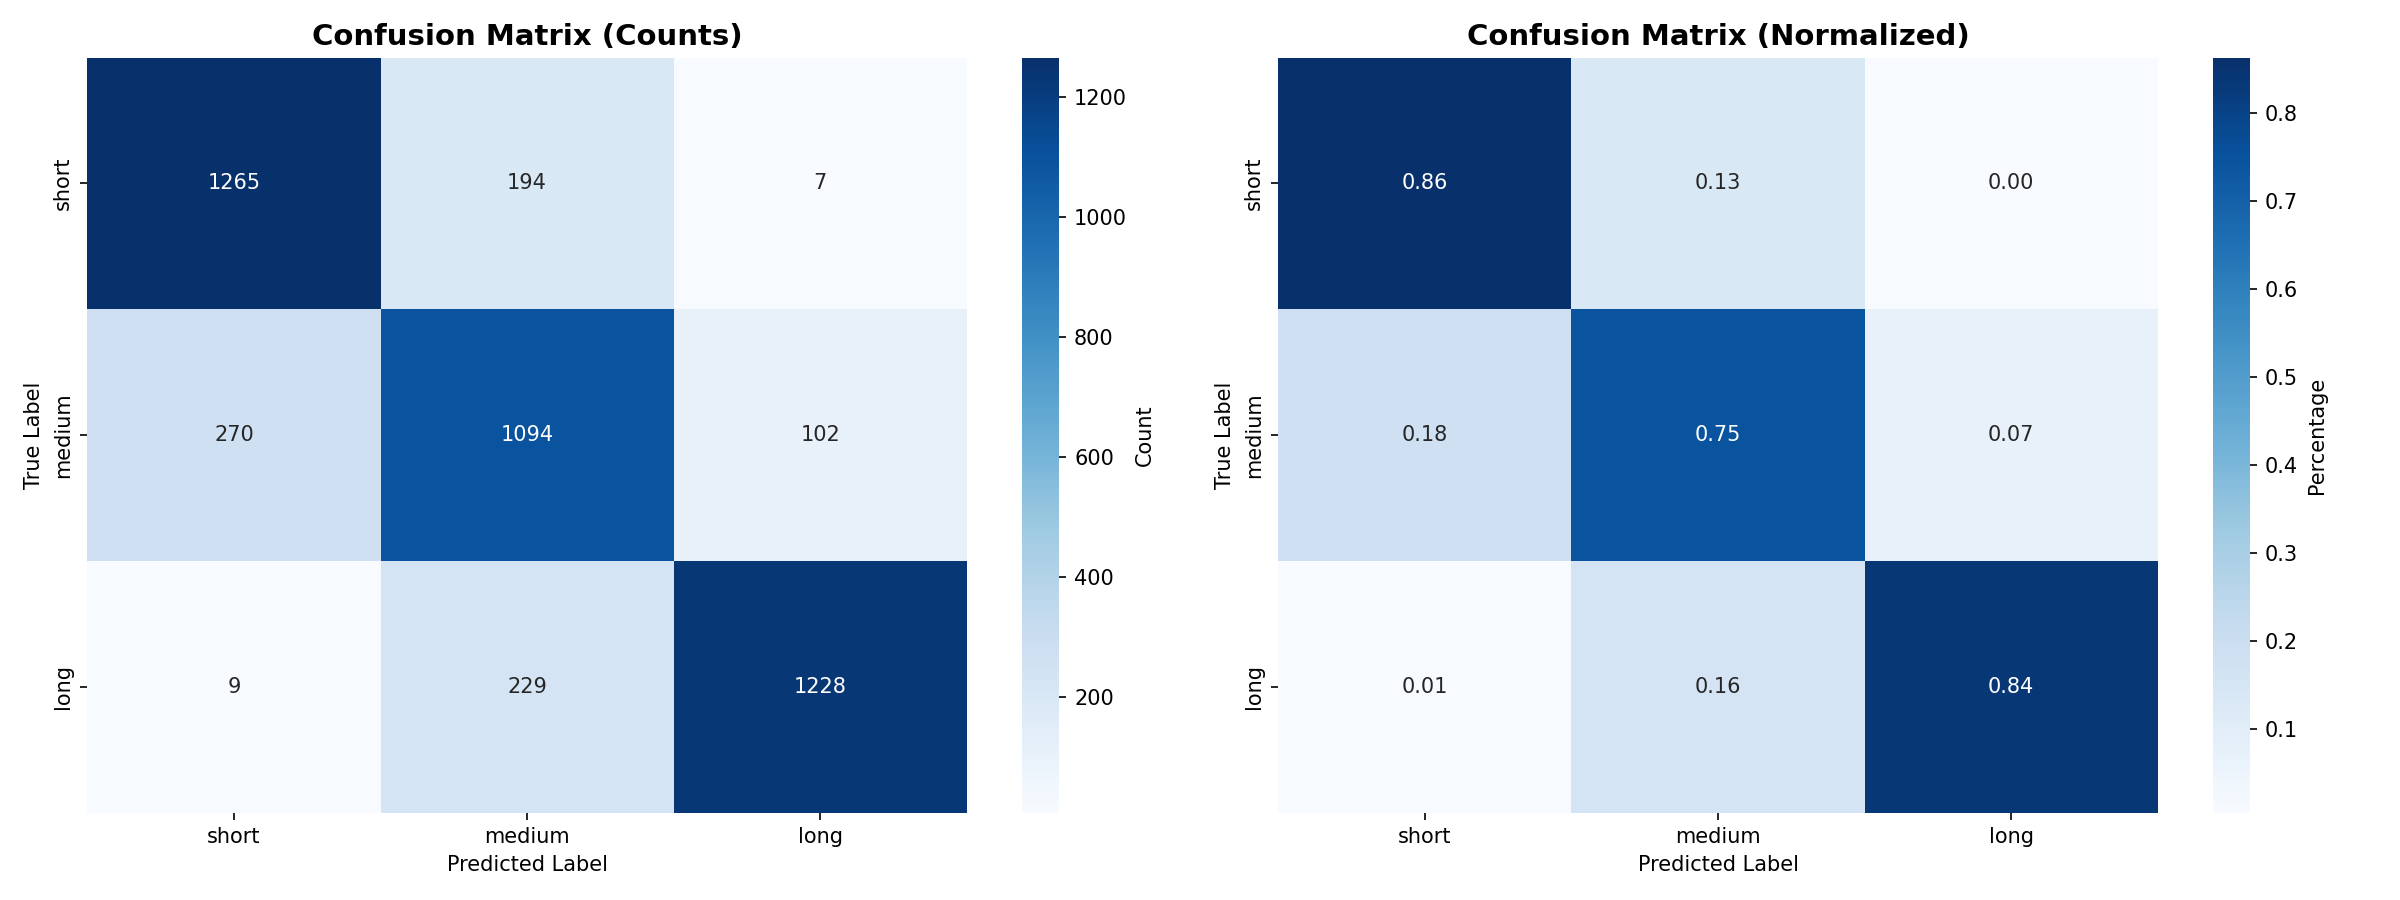 Confusion Matrix (Counts)
True Label
short
medium
long
1265 194 7
270 1094 102
9 229 1228
short medium long
Predicted Label
1200
1000
800
600
400
200
Count
Confusion Matrix (Normalized)
True Label
short
medium
long
0.86 0.13 0.00
0.18 0.75 0.07
0.01 0.16 0.84
short medium long
Predicted Label
0.8
0.7
0.6
0.5
0.4
0.3
0.2
0.1
Percentage